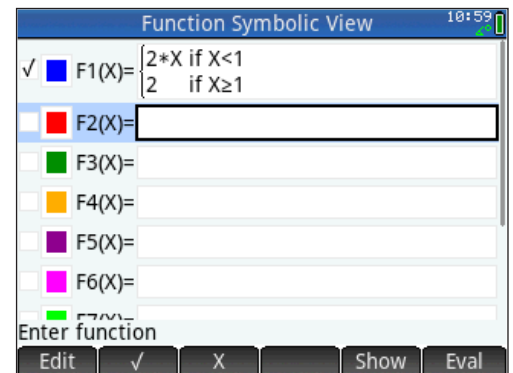 Function Symbolic View 10:59
√ F1(X)= 2*X if X<1
2 if X≥1
F2(X)=
F3(X)=
F4(X)=
F5(X)=
F6(X)=
F7(X)=
Enter function
Edit √ X Show Eval